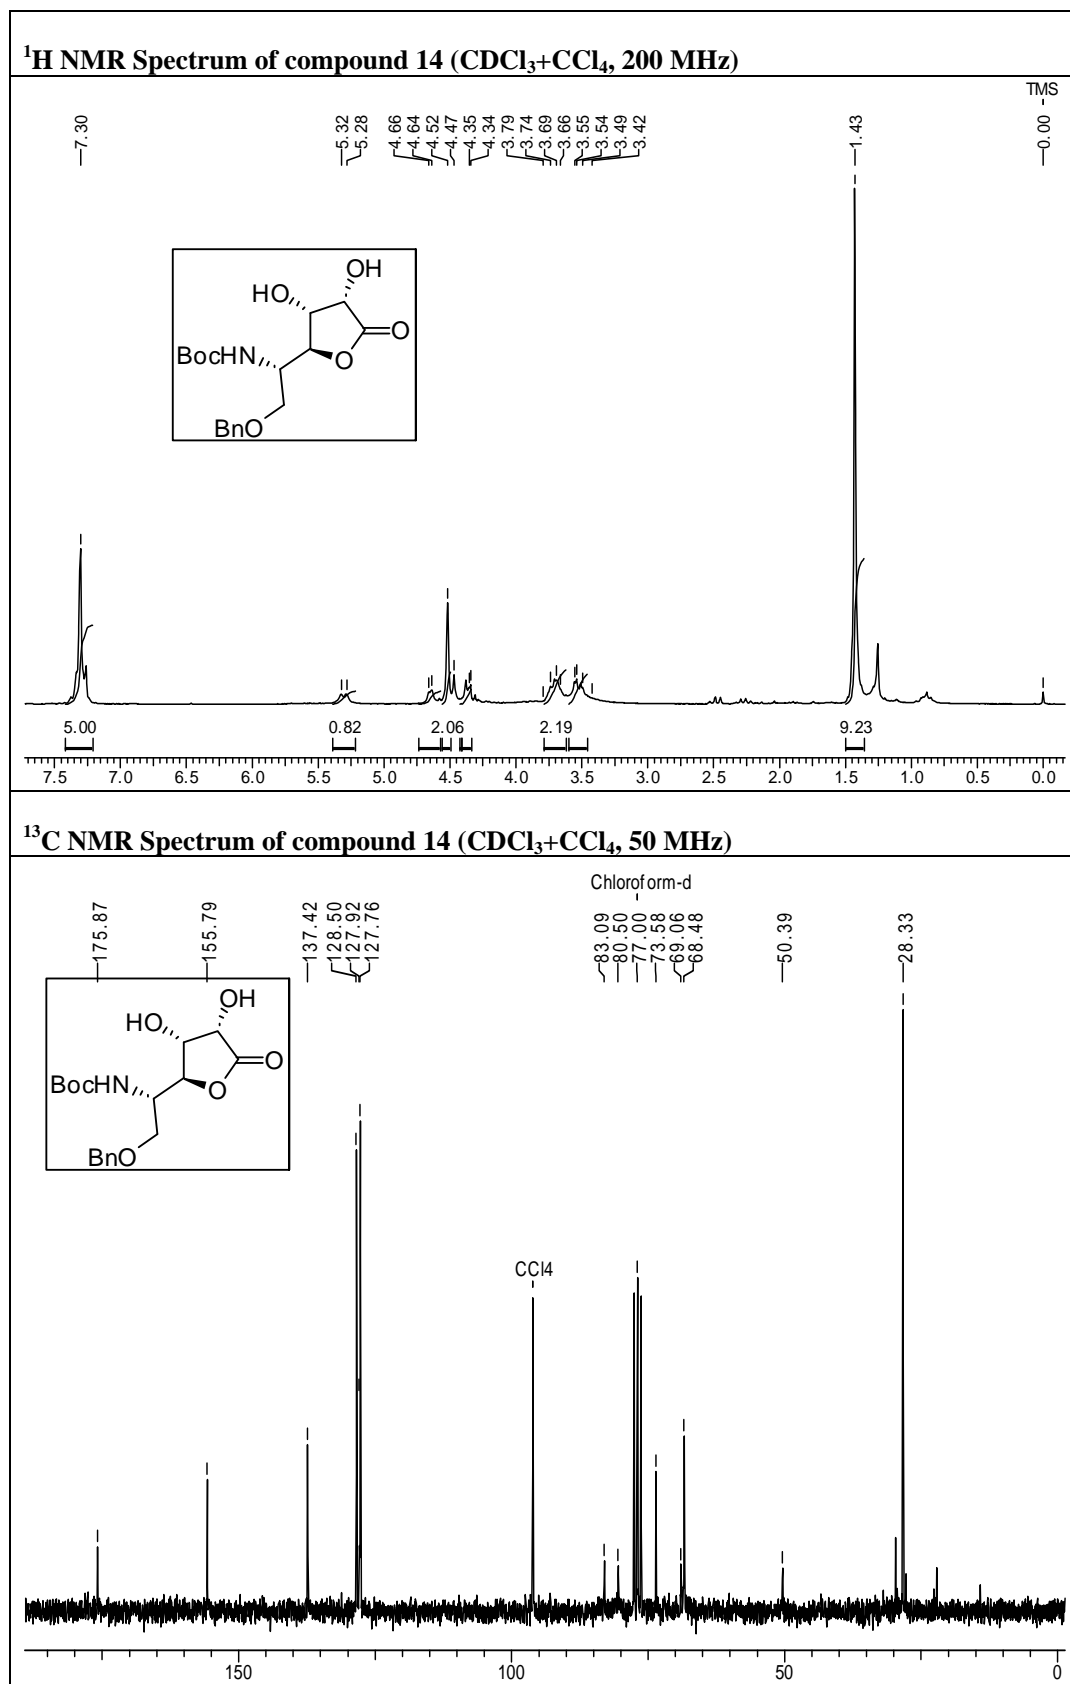 ¹H NMR Spectrum of compound 14 (CDCl₃+CCl₄, 200 MHz)
TMS
7.30
5.32
5.28
4.66
4.64
4.52
4.47
4.35
4.34
3.79
3.74
3.69
3.66
3.55
3.54
3.49
3.42
1.43
0.00
OH
HO
O
BocHN
O
BnO
5.00 0.82 2.06 2.19 9.23
7.5 7.0 6.5 6.0 5.5 5.0 4.5 4.0 3.5 3.0 2.5 2.0 1.5 1.0 0.5 0.0
¹³C NMR Spectrum of compound 14 (CDCl₃+CCl₄, 50 MHz)
Chloroform-d
175.87
155.79
137.42
128.50
127.92
127.76
83.09
80.50
77.00
73.58
69.06
68.48
50.39
28.33
OH
HO
O
BocHN
O
BnO
CCl4
150 100 50 0